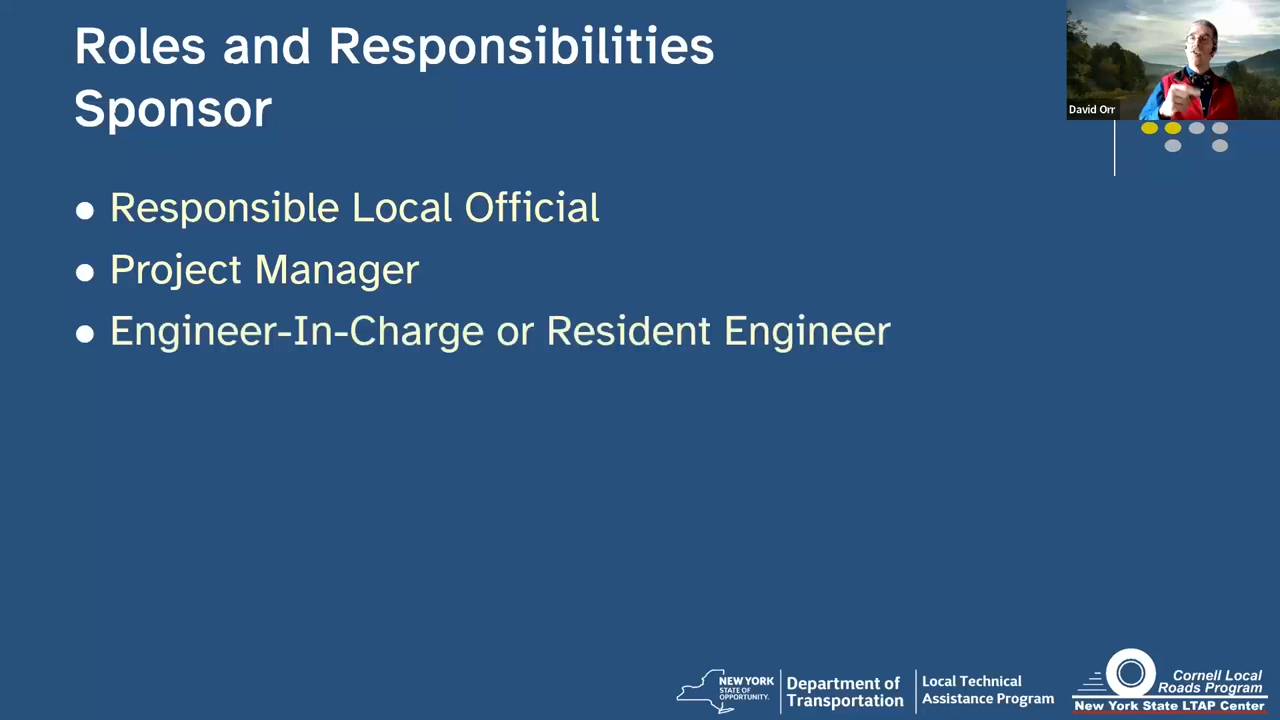 Roles and Responsibilities
Sponsor
David Orr
● Responsible Local Official
● Project Manager
● Engineer-In-Charge or Resident Engineer
NEW YORK
STATE OF
OPPORTUNITY.
Department of
Transportation
Local Technical
Assistance Program
Cornell Local
Roads Program
New York State LTAP Center